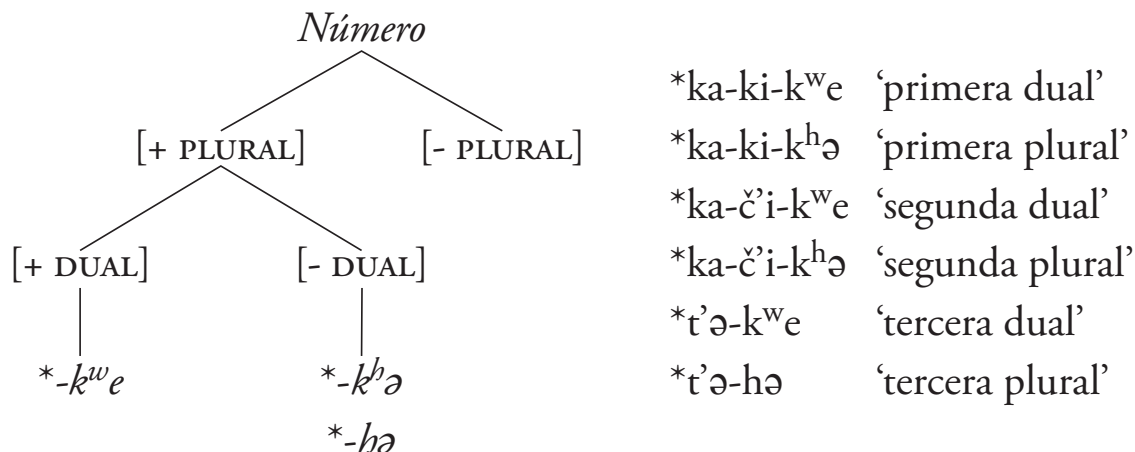 Número
[+ PLURAL] [- PLURAL]
[+ DUAL] [- DUAL]
*-kʷe *-kʰə
*-hə
*ka-ki-kʷe ‘primera dual’
*ka-ki-kʰə ‘primera plural’
*ka-č’i-kʷe ‘segunda dual’
*ka-č’i-kʰə ‘segunda plural’
*t’ə-kʷe ‘tercera dual’
*t’ə-hə ‘tercera plural’